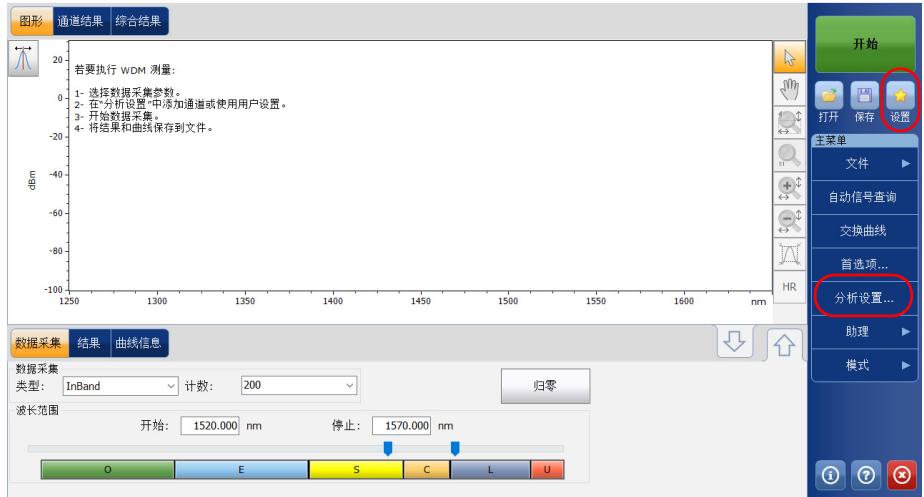 图形 通道结果 综合结果
若要执行 WDM 测量:
1- 选择数据采集参数。
2- 在“分析设置”中添加通道或使用用户设置。
3- 开始数据采集。
4- 将结果和曲线保存到文件。
20
0
-20
-40
-60
-80
-100
dBm
1250 1300 1350 1400 1450 1500 1550 1600 nm
1:1
HR
开始
打开 保存 设置
主菜单
文件
自动信号查询
交换曲线
首选项...
分析设置...
助理
模式
数据采集 结果 曲线信息
数据采集
类型: InBand 计数: 200 归零
波长范围
开始: 1520.000 nm 停止: 1570.000 nm
O E S C L U